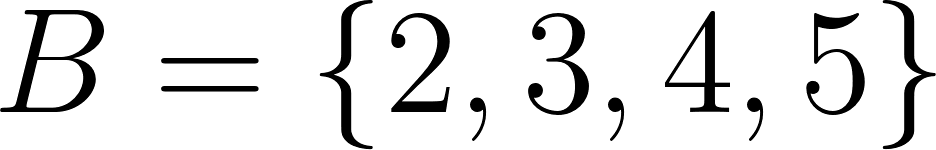 B = {2, 3, 4, 5}